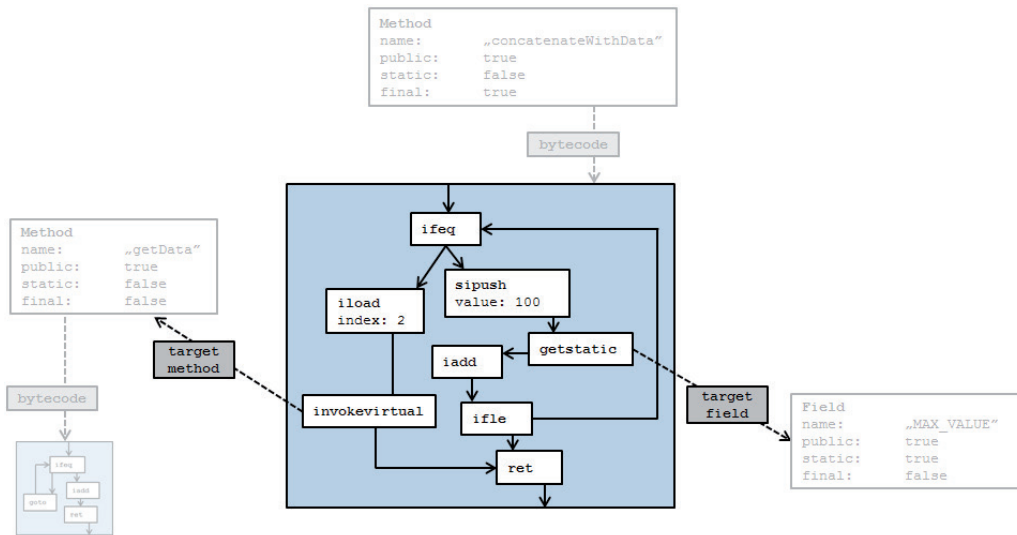 Method
name: „concatenateWithData”
public: true
static: false
final: true
bytecode
ifeq
Method
name: „getData”
public: true
static: false
final: false
sipush
value: 100
iload
index: 2
target
method
getstatic
iadd
bytecode
invokevirtual
ifle
target
field
Field
name: „MAX_VALUE”
public: true
static: true
final: false
ret
ifeq
iadd
goto
ret